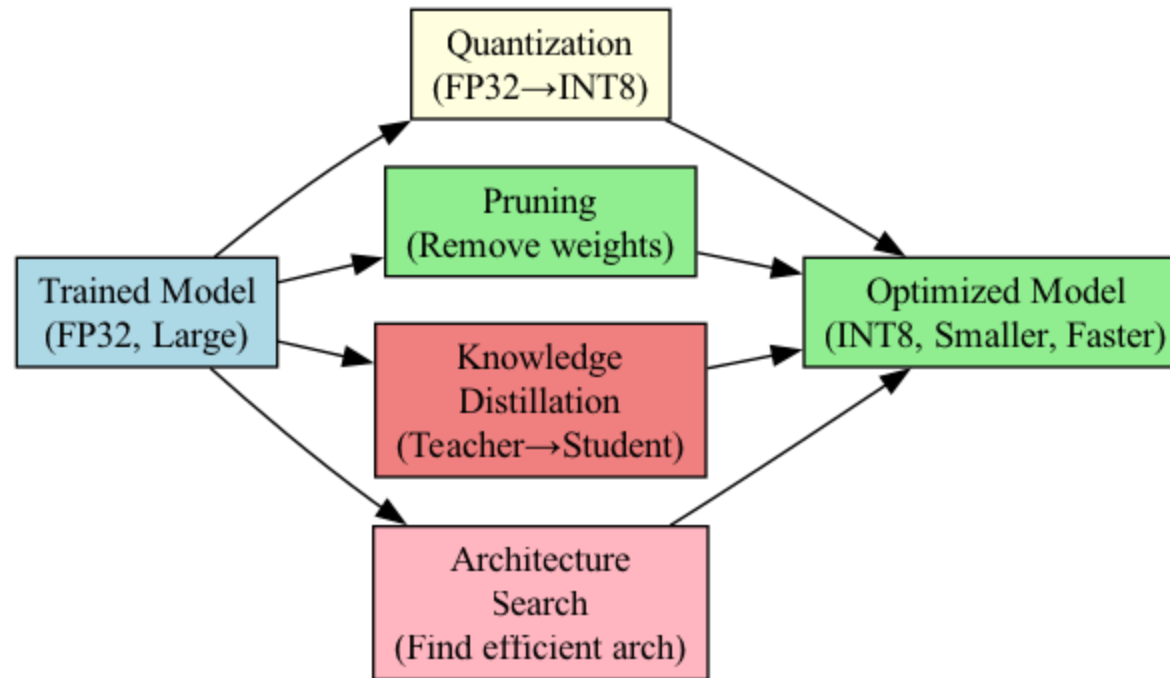 Quantization
(FP32→INT8)
Pruning
(Remove weights)
Trained Model
(FP32, Large)
Optimized Model
(INT8, Smaller, Faster)
Knowledge
Distillation
(Teacher→Student)
Architecture
Search
(Find efficient arch)